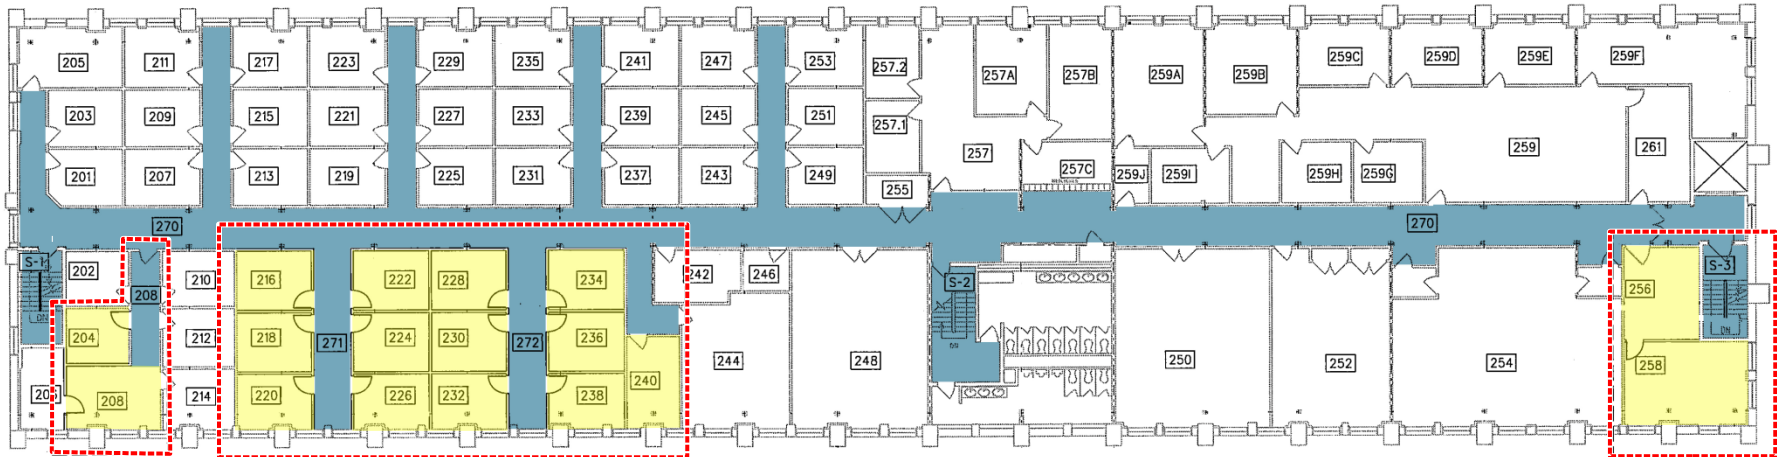 205 211 217 223 229 235 241 247 253 257.2 257A 257B 259A 259B 259C 259D 259E 259F
203 209 215 221 227 233 239 245 251 257.1
201 207 213 219 225 231 237 243 249 255 257 257C 259J 259I 259H 259G 259 261
270 270
S-1 202 208 210 216 222 228 234 242 246 S-2 256 S-3
DN
204 212 218 271 224 230 272 236 244 248 250 252 254 258
DN
208 214 220 226 232 238 240